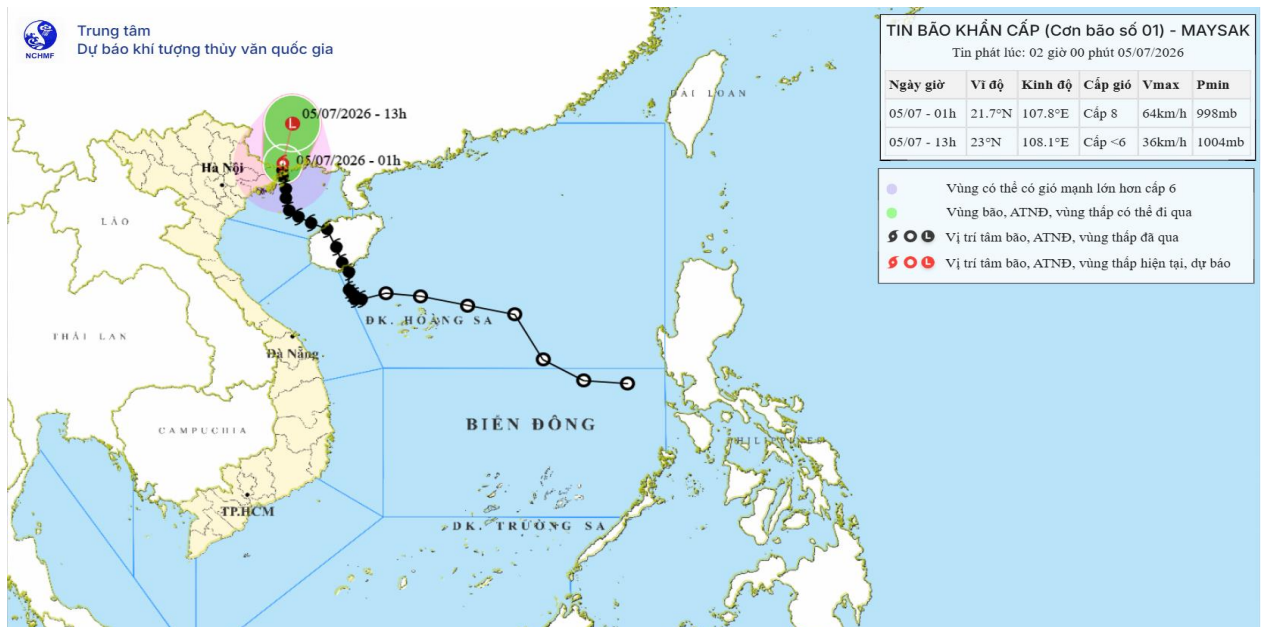 Trung tâm
Dự báo khí tượng thủy văn quốc gia
NCHMF
TIN BÃO KHẨN CẤP (Cơn bão số 01) - MAYSAK
Tin phát lúc: 02 giờ 00 phút 05/07/2026
Ngày giờ Vĩ độ Kinh độ Cấp gió Vmax Pmin
05/07 - 01h 21.7°N 107.8°E Cấp 8 64km/h 998mb
05/07 - 13h 23°N 108.1°E Cấp <6 36km/h 1004mb
Vùng có thể có gió mạnh lớn hơn cấp 6
Vùng bão, ATNĐ, vùng thấp có thể đi qua
Vị trí tâm bão, ATNĐ, vùng thấp đã qua
Vị trí tâm bão, ATNĐ, vùng thấp hiện tại, dự báo
ĐÀI LOAN
05/07/2026 - 13h
05/07/2026 - 01h
Hà Nội
LÀO
ĐK. HOÀNG SA
THÁI LAN
Đà Nẵng
BIỂN ĐÔNG
CAMPUCHIA
PHILIPPINES
TP.HCM
ĐK. TRƯỜNG SA